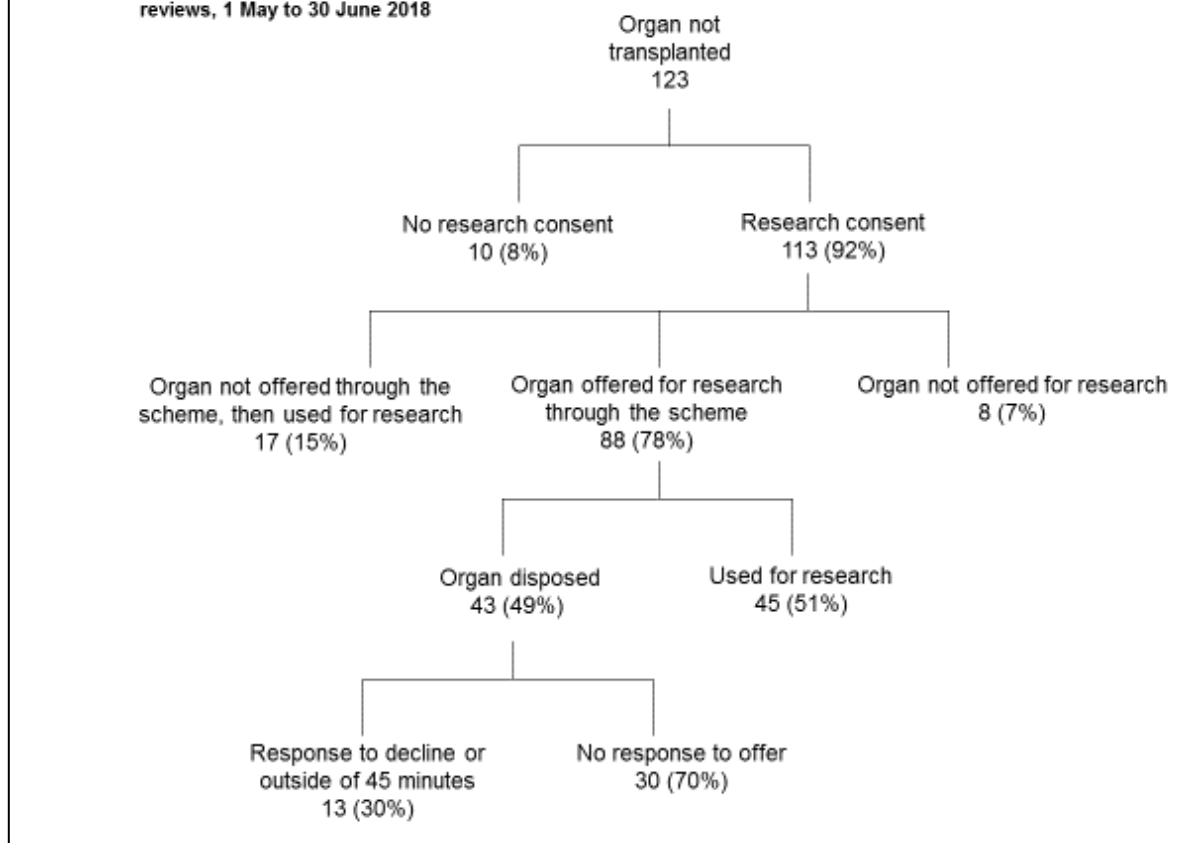 reviews, 1 May to 30 June 2018
Organ not
transplanted
123
No research consent
10 (8%)
Research consent
113 (92%)
Organ not offered through the
scheme, then used for research
17 (15%)
Organ offered for research
through the scheme
88 (78%)
Organ not offered for research
8 (7%)
Organ disposed
43 (49%)
Used for research
45 (51%)
Response to decline or
outside of 45 minutes
13 (30%)
No response to offer
30 (70%)